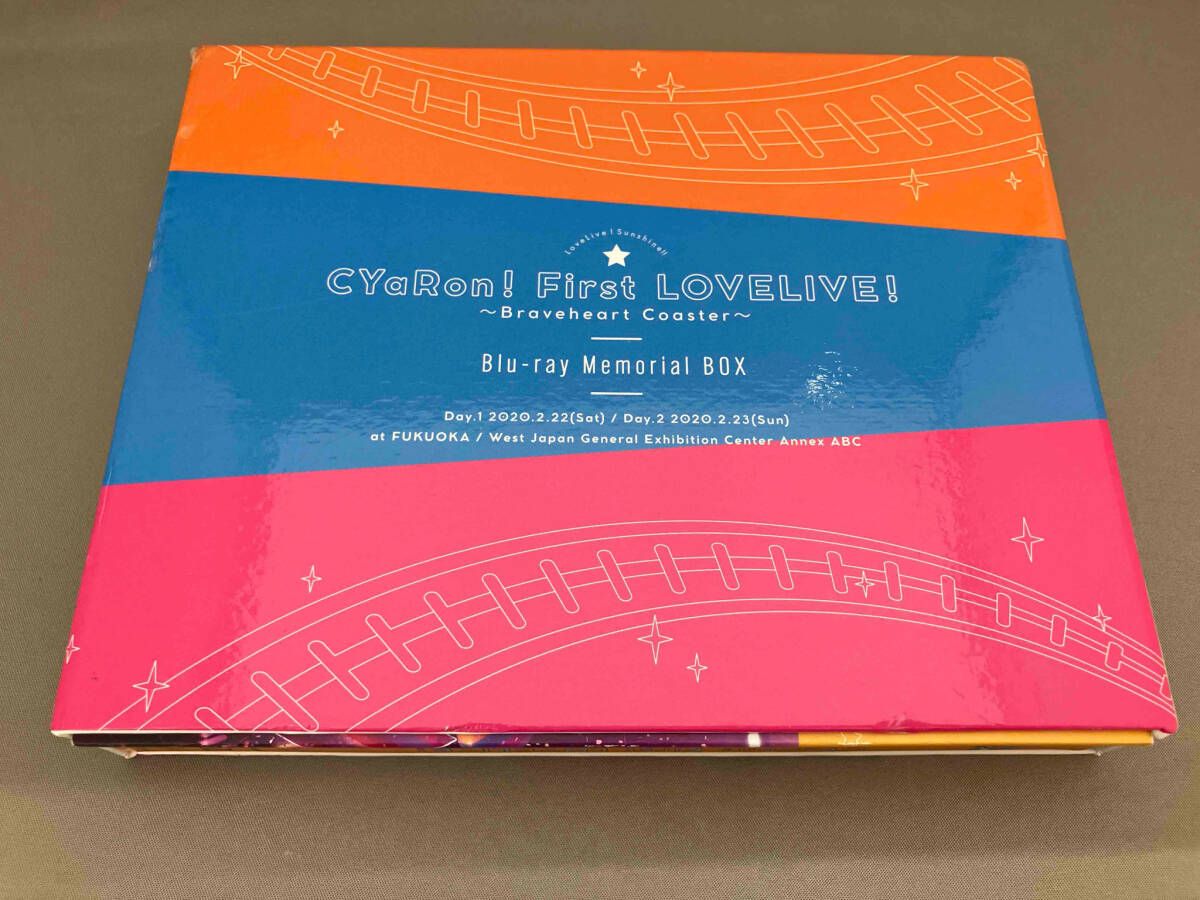 LoveLive! Sunshine!!
CYaRon! First LOVELIVE!
~Braveheart Coaster~
Blu-ray Memorial BOX
Day.1 2020.2.22(Sat) / Day.2 2020.2.23(Sun)
at FUKUOKA / West Japan General Exhibition Center Annex ABC